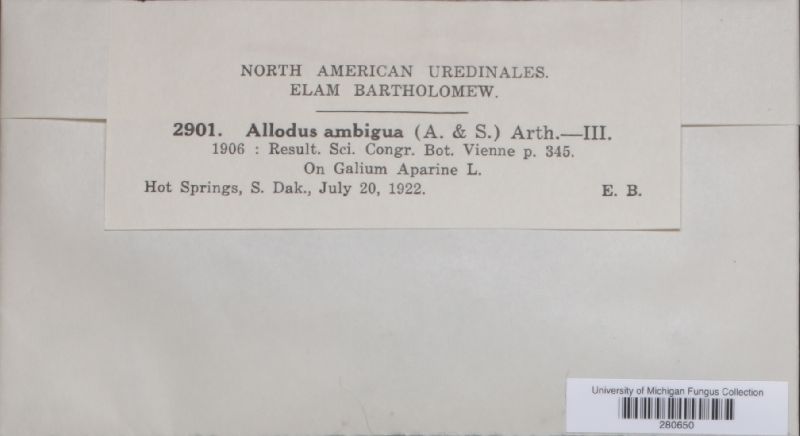 NORTH AMERICAN UREDINALES.
ELAM BARTHOLOMEW.
2901. Allodus ambigua (A. & S.) Arth.—III.
1906 : Result. Sci. Congr. Bot. Vienne p. 345.
On Galium Aparine L.
Hot Springs, S. Dak., July 20, 1922. E. B.
University of Michigan Fungus Collection
280650